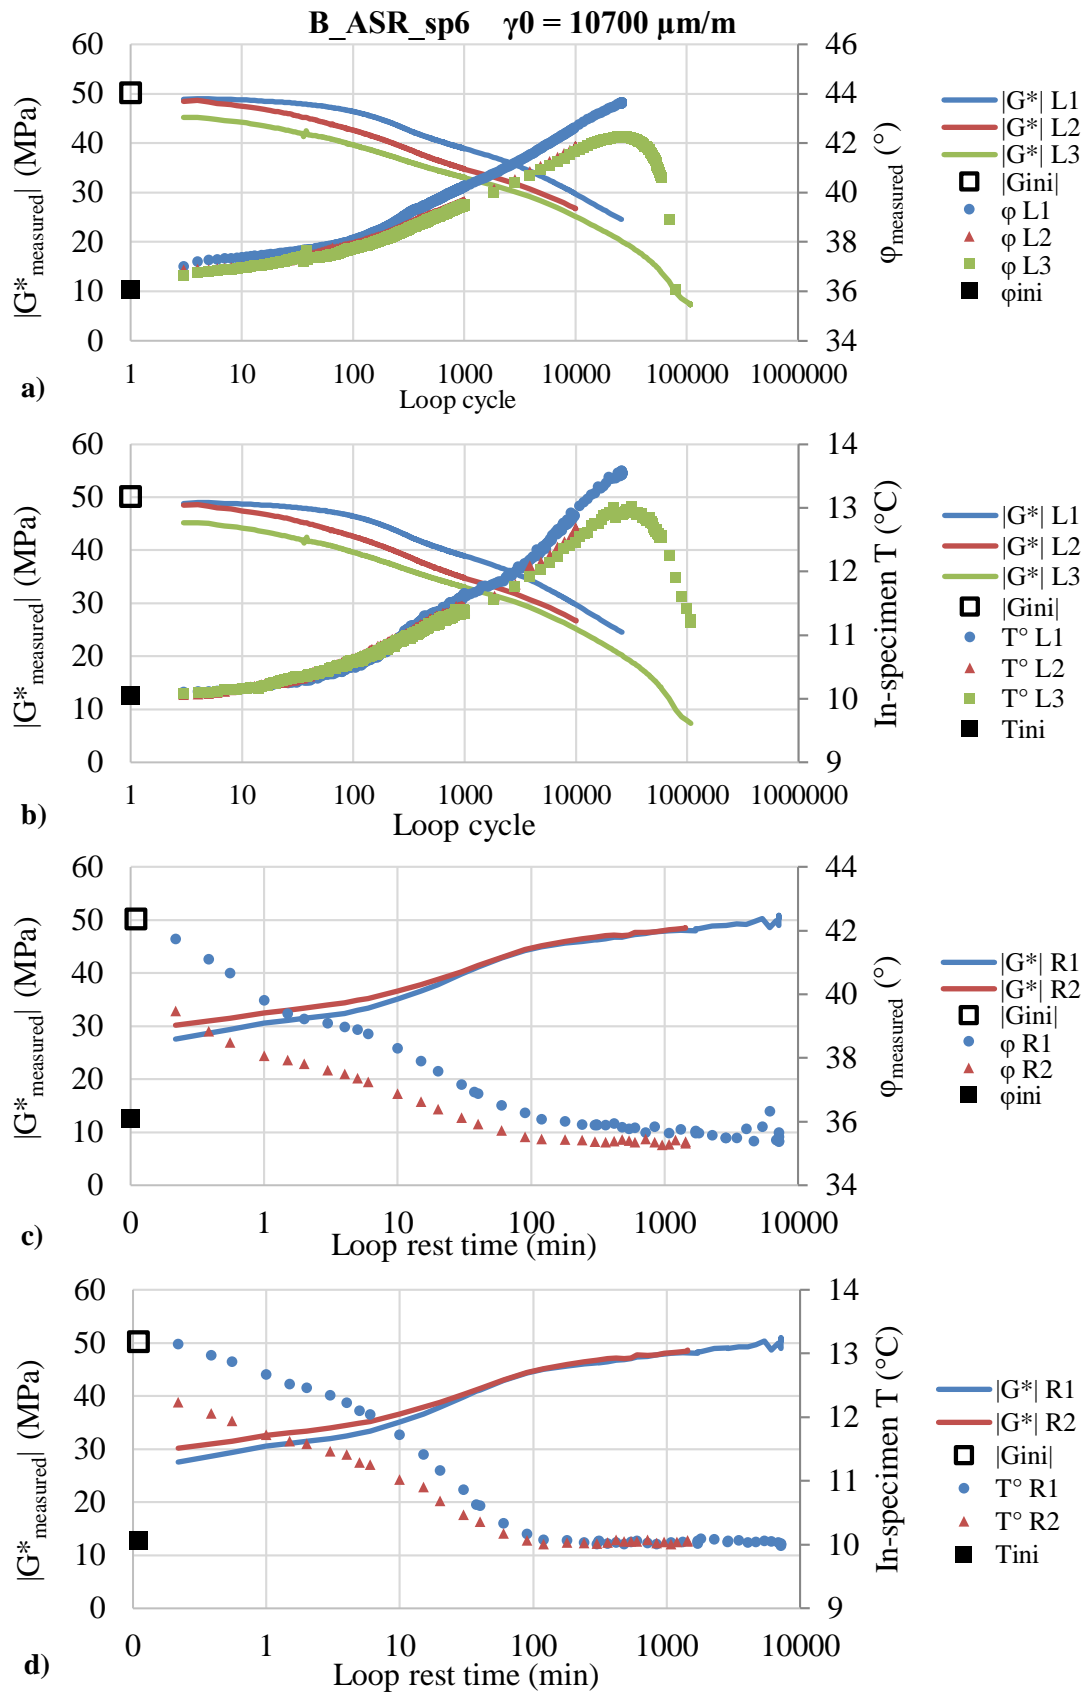 B_ASR_sp6 γ0 = 10700 µm/m
60 46
50 44
40 42
30 40
20 38
10 36
0 34
|G*measured| (MPa)
φmeasured (°)
1 10 100 1000 10000 100000 1000000
Loop cycle
a)
|G*| L1
|G*| L2
|G*| L3
|Gini|
φ L1
φ L2
φ L3
φini
60 14
50 13
40 12
30 11
20 10
10 9
0
|G*measured| (MPa)
In-specimen T (°C)
1 10 100 1000 10000 100000 1000000
Loop cycle
b)
|G*| L1
|G*| L2
|G*| L3
|Gini|
T° L1
T° L2
T° L3
Tini
60 44
50 42
40 40
30 38
20 36
10 34
0
|G*measured| (MPa)
φmeasured (°)
0 1 10 100 1000 10000
Loop rest time (min)
c)
|G*| R1
|G*| R2
|Gini|
φ R1
φ R2
φini
60 14
50 13
40 12
30 11
20 10
10 9
0
|G*measured| (MPa)
In-specimen T (°C)
0 1 10 100 1000 10000
Loop rest time (min)
d)
|G*| R1
|G*| R2
|Gini|
T° R1
T° R2
Tini